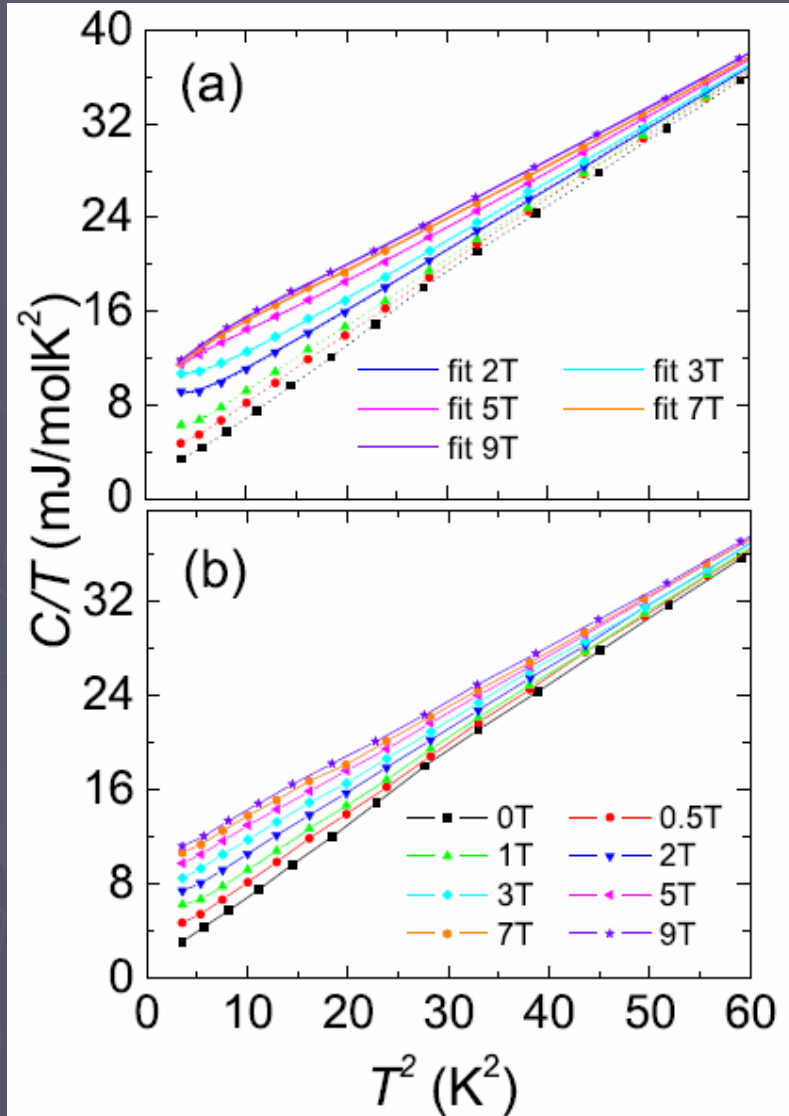 40
(a)
32
24
16
fit 2T fit 3T
8
fit 5T fit 7T
fit 9T
0
C/T (mJ/molK²)
(b)
32
24
16
0T 0.5T
1T 2T
8
3T 5T
7T 9T
0
0 10 20 30 40 50 60
T² (K²)